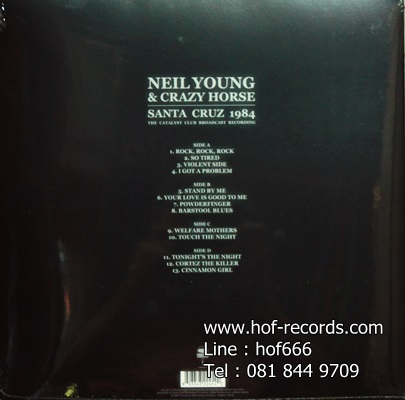 NEIL YOUNG
& CRAZY HORSE
SANTA CRUZ 1984
THE CATALYST CLUB BROADCAST RECORDING
SIDE A
1. ROCK, ROCK, ROCK
2. SO TIRED
3. VIOLENT SIDE
4. I GOT A PROBLEM
SIDE B
5. STAND BY ME
6. YOUR LOVE IS GOOD TO ME
7. POWDERFINGER
8. BARSTOOL BLUES
SIDE C
9. WELFARE MOTHERS
10. TOUCH THE NIGHT
SIDE D
11. TONIGHT'S THE NIGHT
12. CORTEZ THE KILLER
13. CINNAMON GIRL
www.hof-records.com
Line : hof666
Tel : 081 844 9709